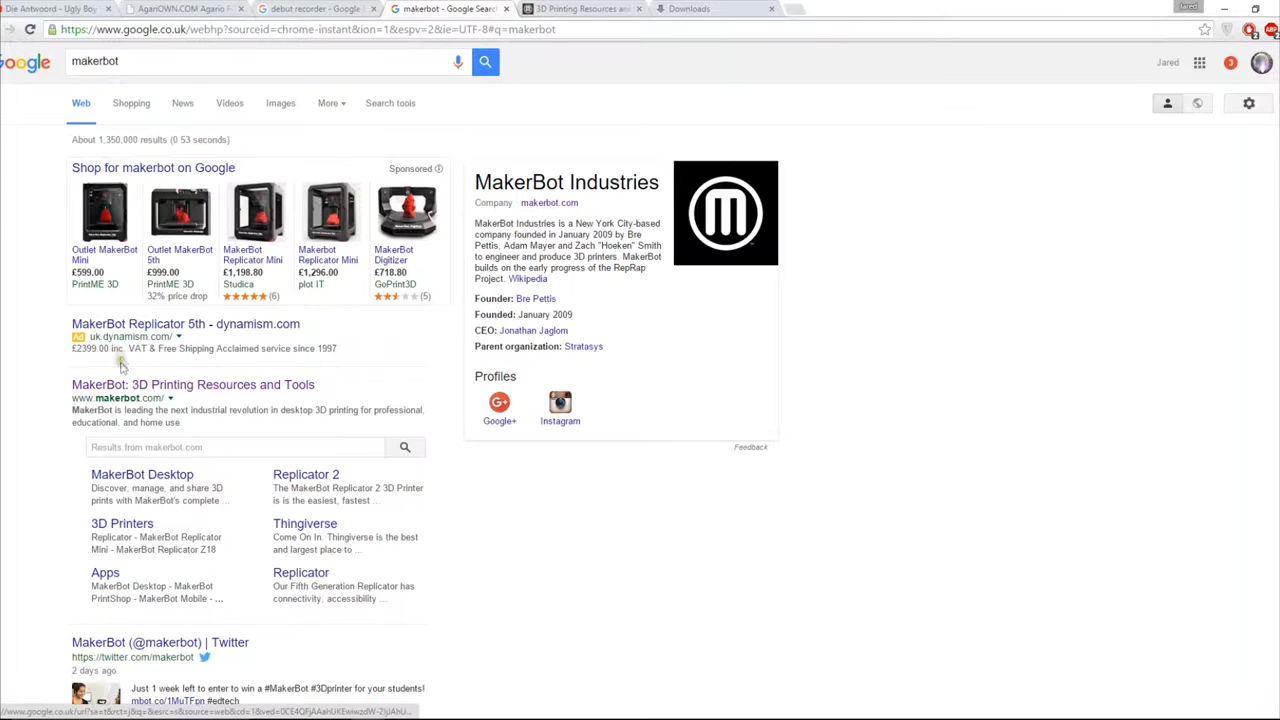 Die Antwoord - Ugly Boy
AgariOWN.COM Agario F
debut recorder - Google S
makerbot - Google Search
3D Printing Resources and
Downloads
Jared
https://www.google.co.uk/webhp?sourceid=chrome-instant&ion=1&espv=2&ie=UTF-8#q=makerbot
Google
makerbot
Jared
3
Web
Shopping
News
Videos
Images
More
Search tools
About 1,350,000 results (0.53 seconds)
Shop for makerbot on Google
Sponsored
Outlet MakerBot
Mini
£599.00
PrintME 3D
Outlet MakerBot
5th
£999.00
PrintME 3D
32% price drop
MakerBot
Replicator Mini
£1,198.80
Studica
(6)
Makerbot
Replicator Mini
£1,296.00
plot IT
MakerBot
Digitizer
£718.80
GoPrint3D
(5)
MakerBot Replicator 5th - dynamism.com
Ad uk.dynamism.com/
£2399.00 inc. VAT & Free Shipping Acclaimed service since 1997
MakerBot: 3D Printing Resources and Tools
www.makerbot.com/
MakerBot is leading the next industrial revolution in desktop 3D printing for professional,
educational, and home use.
Results from makerbot.com
MakerBot Desktop
Discover, manage, and share 3D
prints with MakerBot's complete ...
Replicator 2
The MakerBot Replicator 2 3D Printer
is is the easiest, fastest ...
3D Printers
Replicator - MakerBot Replicator
Mini - MakerBot Replicator Z18
Thingiverse
Come On In. Thingiverse is the best
and largest place to ...
Apps
MakerBot Desktop - MakerBot
PrintShop - MakerBot Mobile - ...
Replicator
Our Fifth Generation Replicator has
connectivity, accessibility ...
MakerBot (@makerbot) | Twitter
https://twitter.com/makerbot
2 days ago
Just 1 week left to enter to win a #MakerBot #3Dprinter for your students!
mbot.co/1MuTFpn #edtech
MakerBot Industries
Company makerbot.com
MakerBot Industries is a New York City-based
company founded in January 2009 by Bre
Pettis, Adam Mayer and Zach "Hoeken" Smith
to engineer and produce 3D printers. MakerBot
builds on the early progress of the RepRap
Project. Wikipedia
Founder: Bre Pettis
Founded: January 2009
CEO: Jonathan Jaglom
Parent organization: Stratasys
Profiles
Google+
Instagram
Feedback